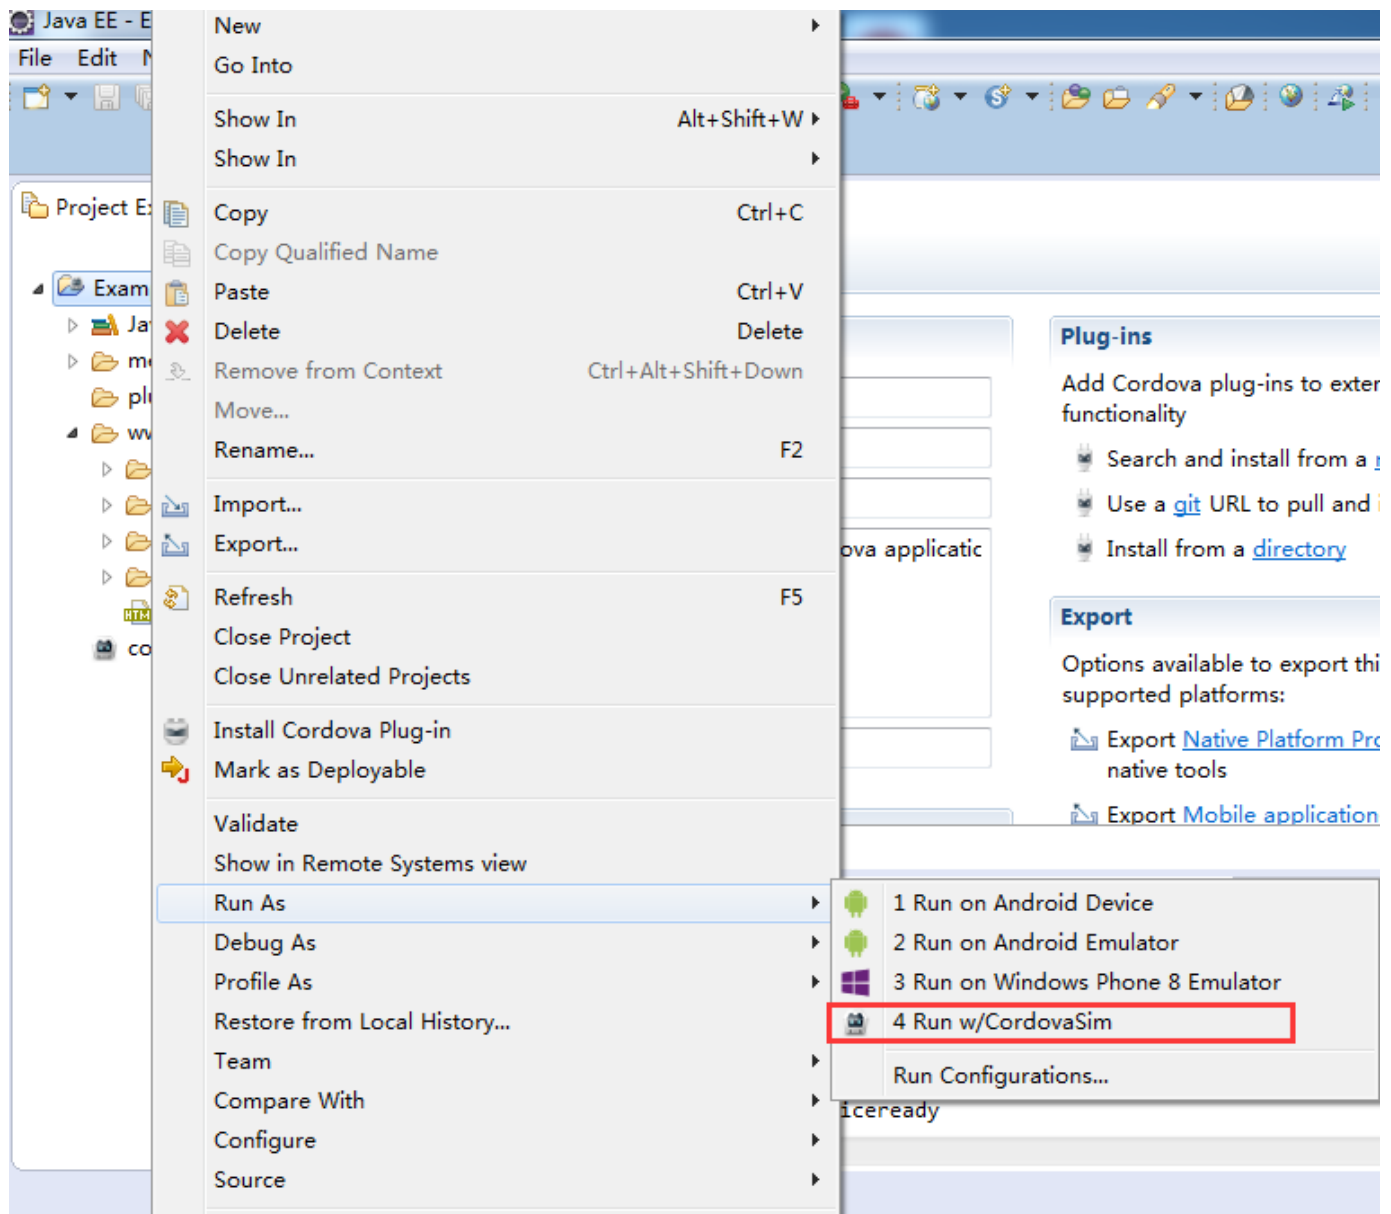 Java EE - E
File Edit
Project Ex
Exam
Ja
me
plu
ww
co
New
Go Into
Show In Alt+Shift+W
Show In
Copy Ctrl+C
Copy Qualified Name
Paste Ctrl+V
Delete Delete
Remove from Context Ctrl+Alt+Shift+Down
Move...
Rename... F2
Import...
Export...
Refresh F5
Close Project
Close Unrelated Projects
Install Cordova Plug-in
Mark as Deployable
Validate
Show in Remote Systems view
Run As
Debug As
Profile As
Restore from Local History...
Team
Compare With
Configure
Source
1 Run on Android Device
2 Run on Android Emulator
3 Run on Windows Phone 8 Emulator
4 Run w/CordovaSim
Run Configurations...
ova applicatic
iceready
Plug-ins
Add Cordova plug-ins to exter
functionality
Search and install from a
Use a git URL to pull and
Install from a directory
Export
Options available to export thi
supported platforms:
Export Native Platform Pro
native tools
Export Mobile application